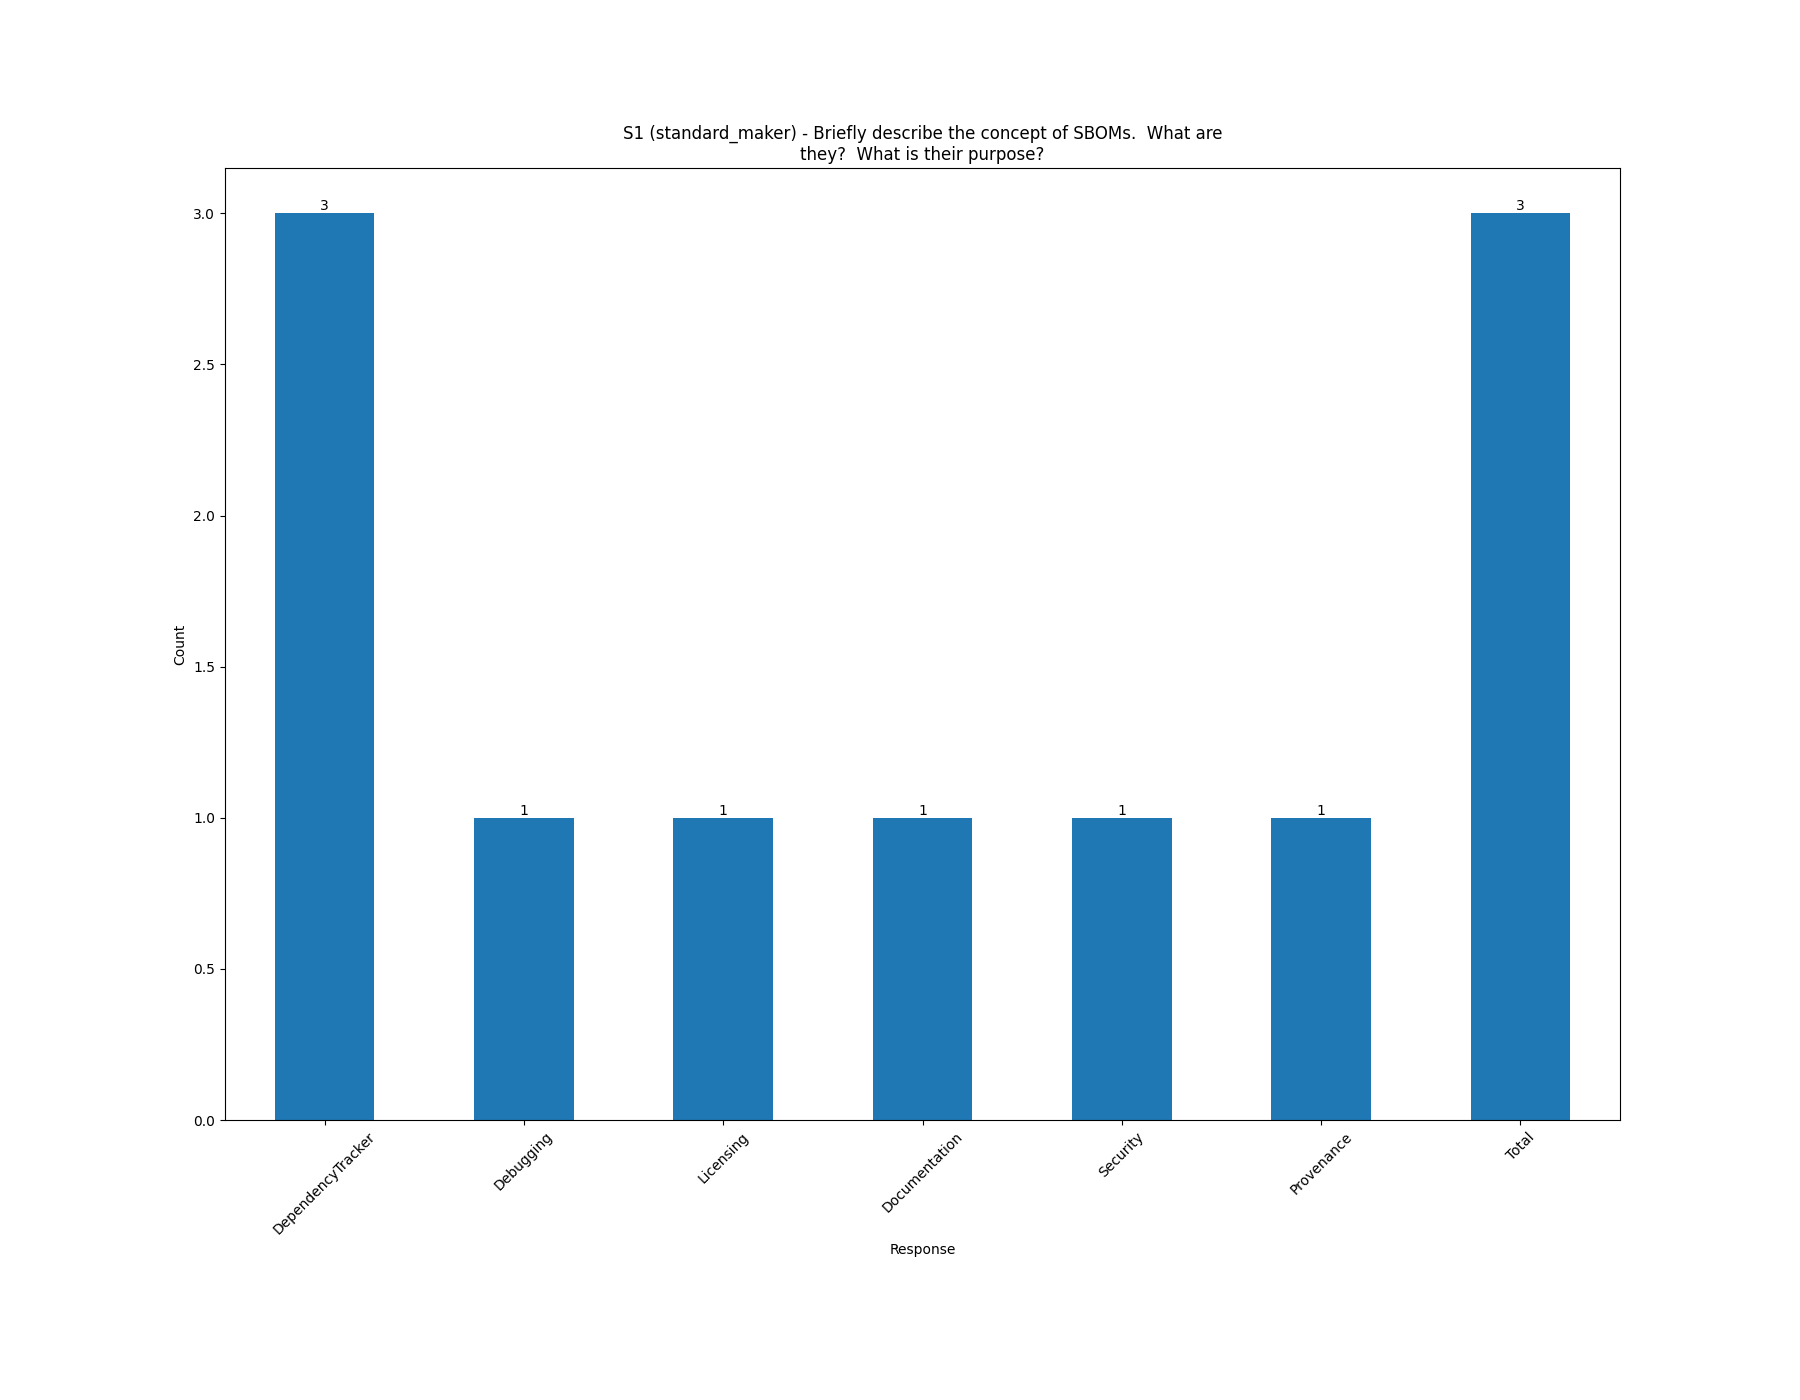 S1 (standard_maker) - Briefly describe the concept of SBOMs.  What are
they?  What is their purpose?
3
3
3.0
2.5
2.0
1.5
1.0
0.5
0.0
Count
1
1
1
1
1
DependencyTracker
Debugging
Licensing
Documentation
Security
Provenance
Total
Response